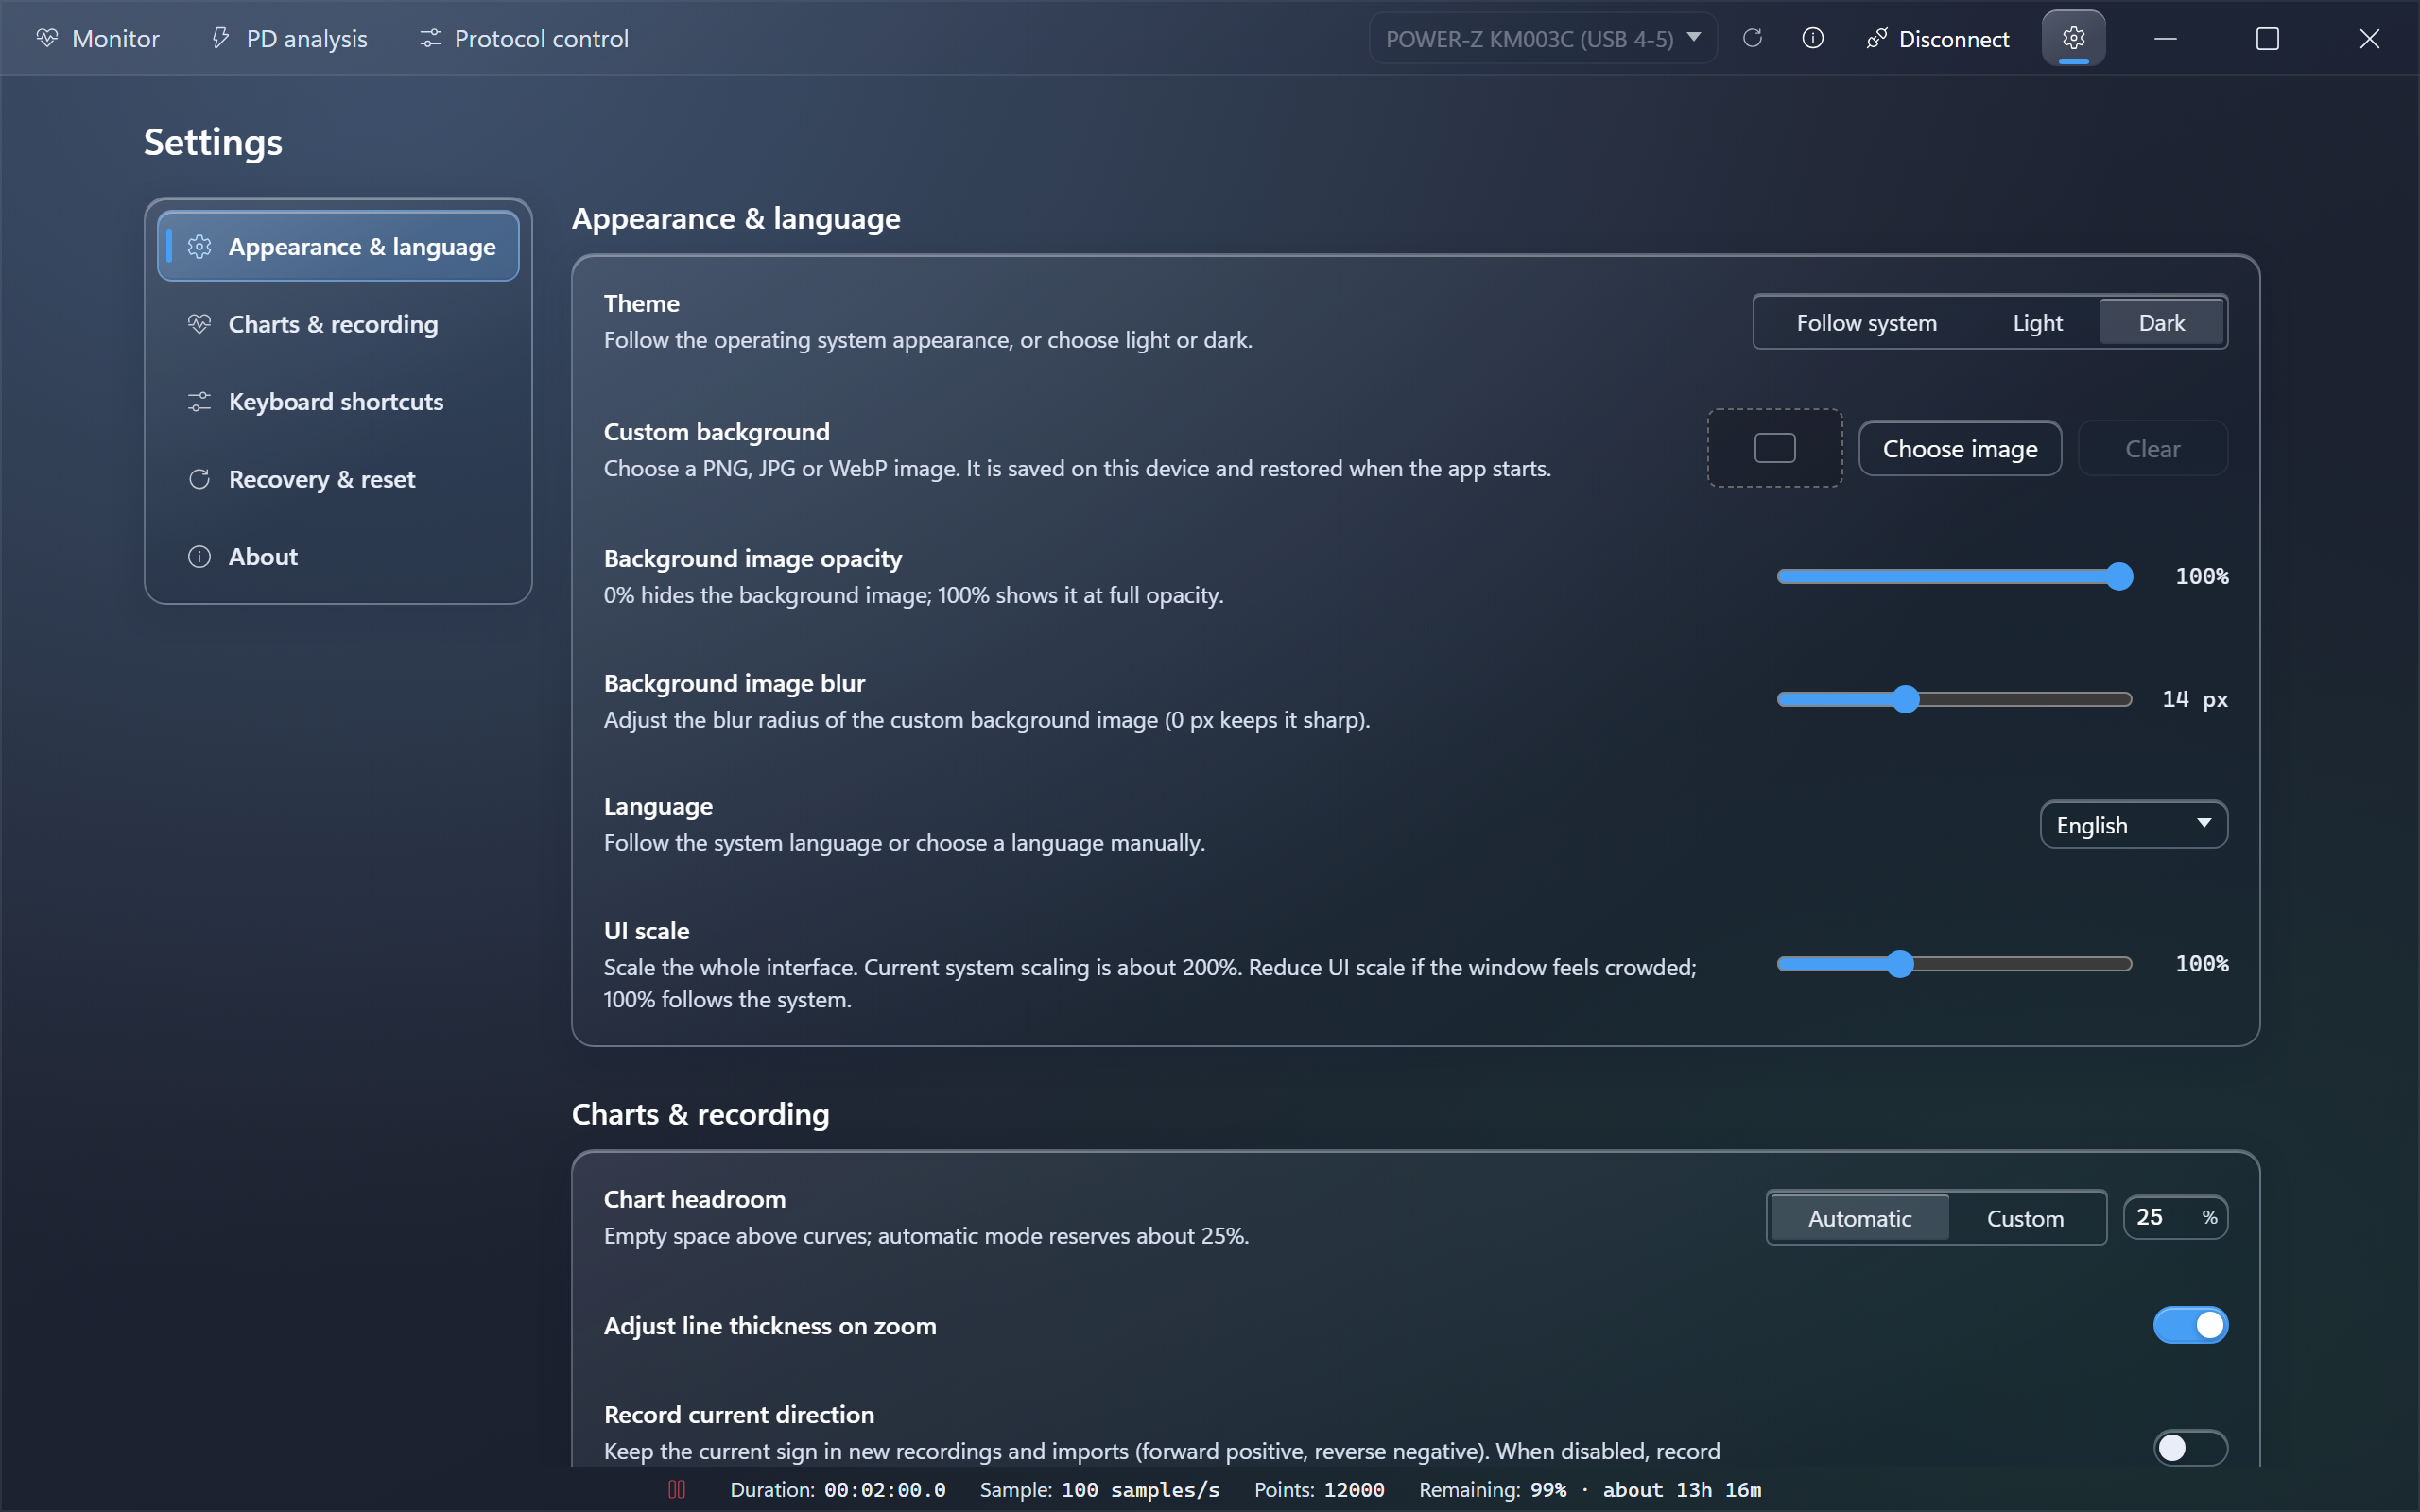 Monitor
PD analysis
Protocol control
POWER-Z KM003C (USB 4-5)
Disconnect
Settings
Appearance & language
Charts & recording
Keyboard shortcuts
Recovery & reset
About
Appearance & language
Theme
Follow the operating system appearance, or choose light or dark.
Follow system
Light
Dark
Custom background
Choose a PNG, JPG or WebP image. It is saved on this device and restored when the app starts.
Choose image
Clear
Background image opacity
0% hides the background image; 100% shows it at full opacity.
100%
Background image blur
Adjust the blur radius of the custom background image (0 px keeps it sharp).
14 px
Language
Follow the system language or choose a language manually.
English
UI scale
Scale the whole interface. Current system scaling is about 200%. Reduce UI scale if the window feels crowded;
100% follows the system.
100%
Charts & recording
Chart headroom
Empty space above curves; automatic mode reserves about 25%.
Automatic
Custom
25 %
Adjust line thickness on zoom
Record current direction
Keep the current sign in new recordings and imports (forward positive, reverse negative). When disabled, record
Duration: 00:02:00.0
Sample: 100 samples/s
Points: 12000
Remaining: 99% · about 13h 16m